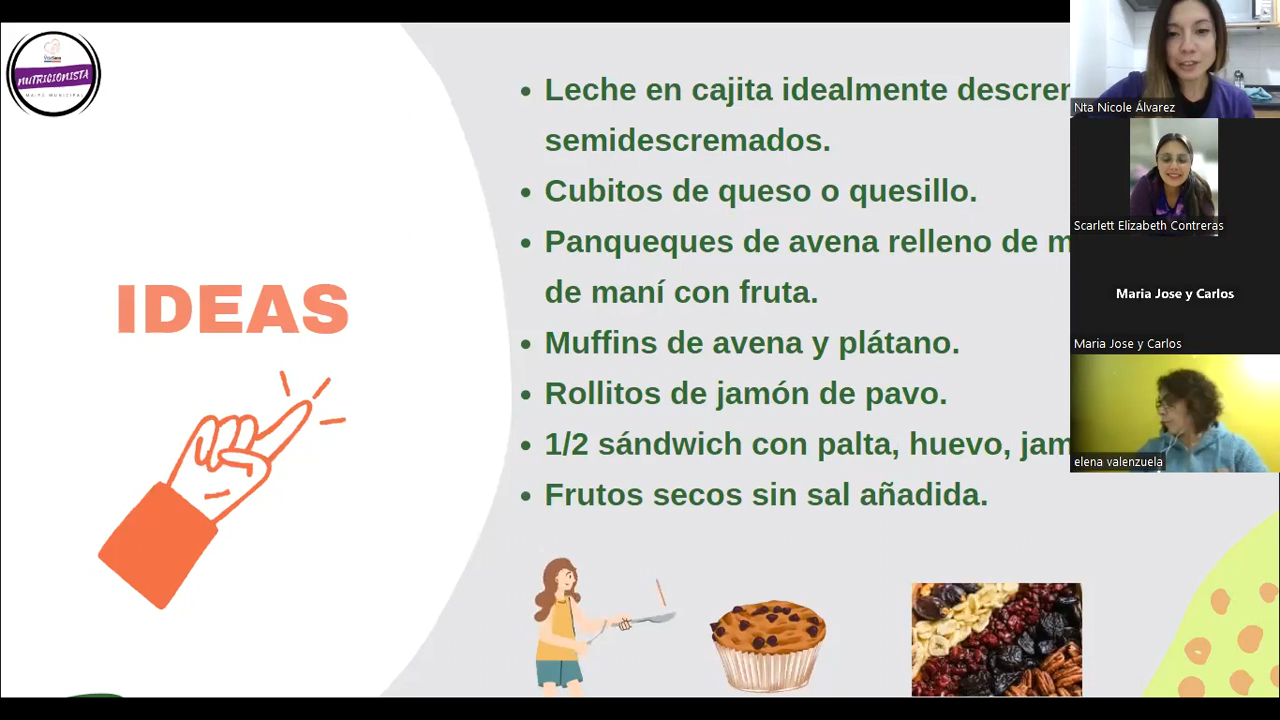 NUTRICIONISTA
MAIPÚ MUNICIPAL
IDEAS
• Leche en cajita idealmente
semidescremados.
• Cubitos de queso o quesillo.
• Panqueques de avena relleno de
de maní con fruta.
• Muffins de avena y plátano.
• Rollitos de jamón de pavo.
• 1/2 sándwich con palta, huevo,
• Frutos secos sin sal añadida.
Nta Nicole Álvarez
Scarlett Elizabeth Contreras
Maria Jose y Carlos
Maria Jose y Carlos
elena valenzuela